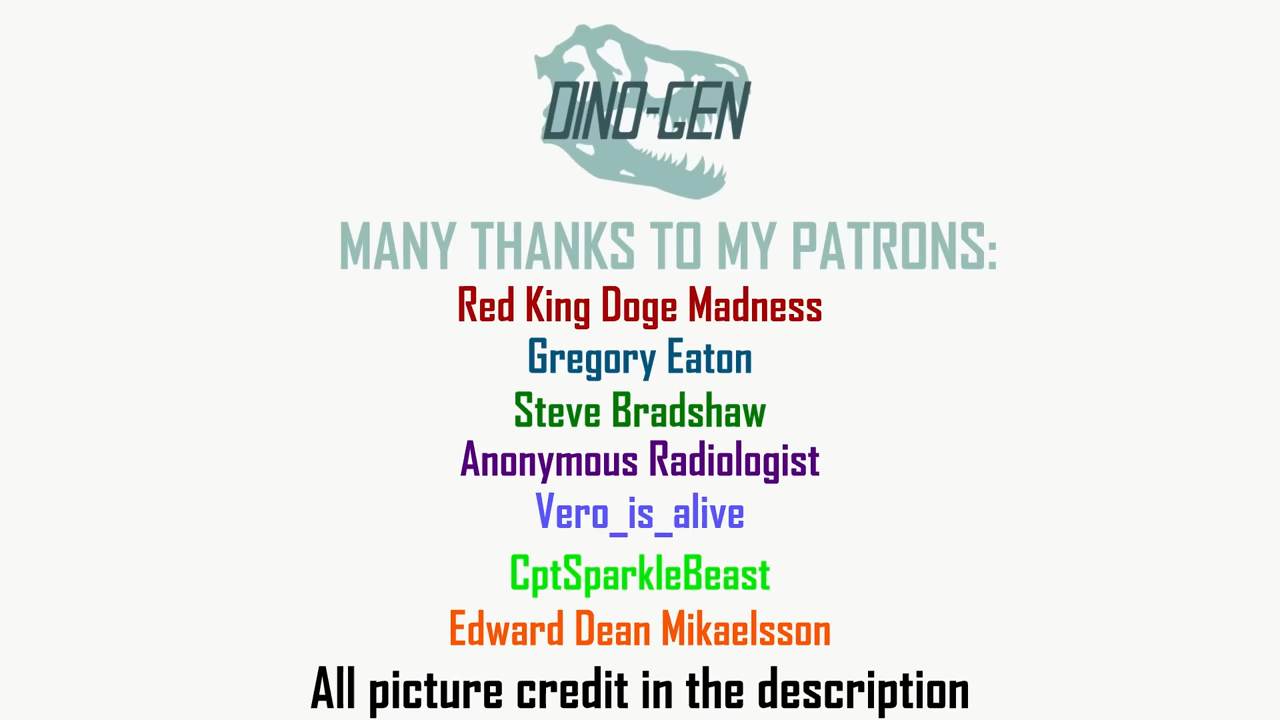 DINO-GEN
MANY THANKS TO MY PATRONS:
Red King Doge Madness
Gregory Eaton
Steve Bradshaw
Anonymous Radiologist
Vero_is_alive
CptSparkleBeast
Edward Dean Mikaelsson
All picture credit in the description